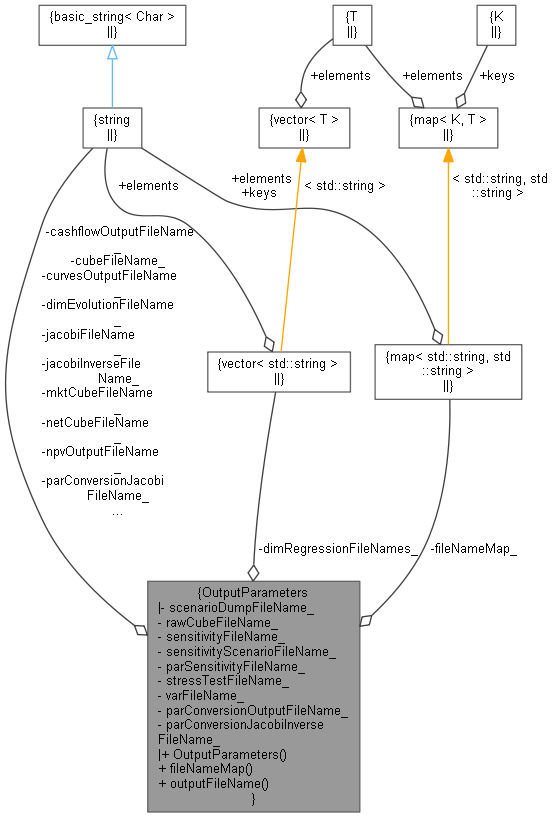 {basic_string< Char >
||}
{T
||}
{K
||}
+elements
+elements
+keys
{string
||}
{vector< T >
||}
{map< K, T >
||}
+elements
+elements
+keys
< std::string >
< std::string, std
::string >
-cashflowOutputFileName
_
-cubeFileName_
-curvesOutputFileName
_
-dimEvolutionFileName
_
-jacobiFileName
_
-jacobiInverseFile
Name_
-mktCubeFileName
_
-netCubeFileName
_
-npvOutputFileName
_
-parConversionJacobi
FileName_
...
{vector< std::string >
||}
{map< std::string, std
::string >
||}
-dimRegressionFileNames_
-fileNameMap_
{OutputParameters
|- scenarioDumpFileName_
- rawCubeFileName_
- sensitivityFileName_
- sensitivityScenarioFileName_
- parSensitivityFileName_
- stressTestFileName_
- varFileName_
- parConversionOutputFileName_
- parConversionJacobiInverse
FileName_
|+ OutputParameters()
+ fileNameMap()
+ outputFileName()
}